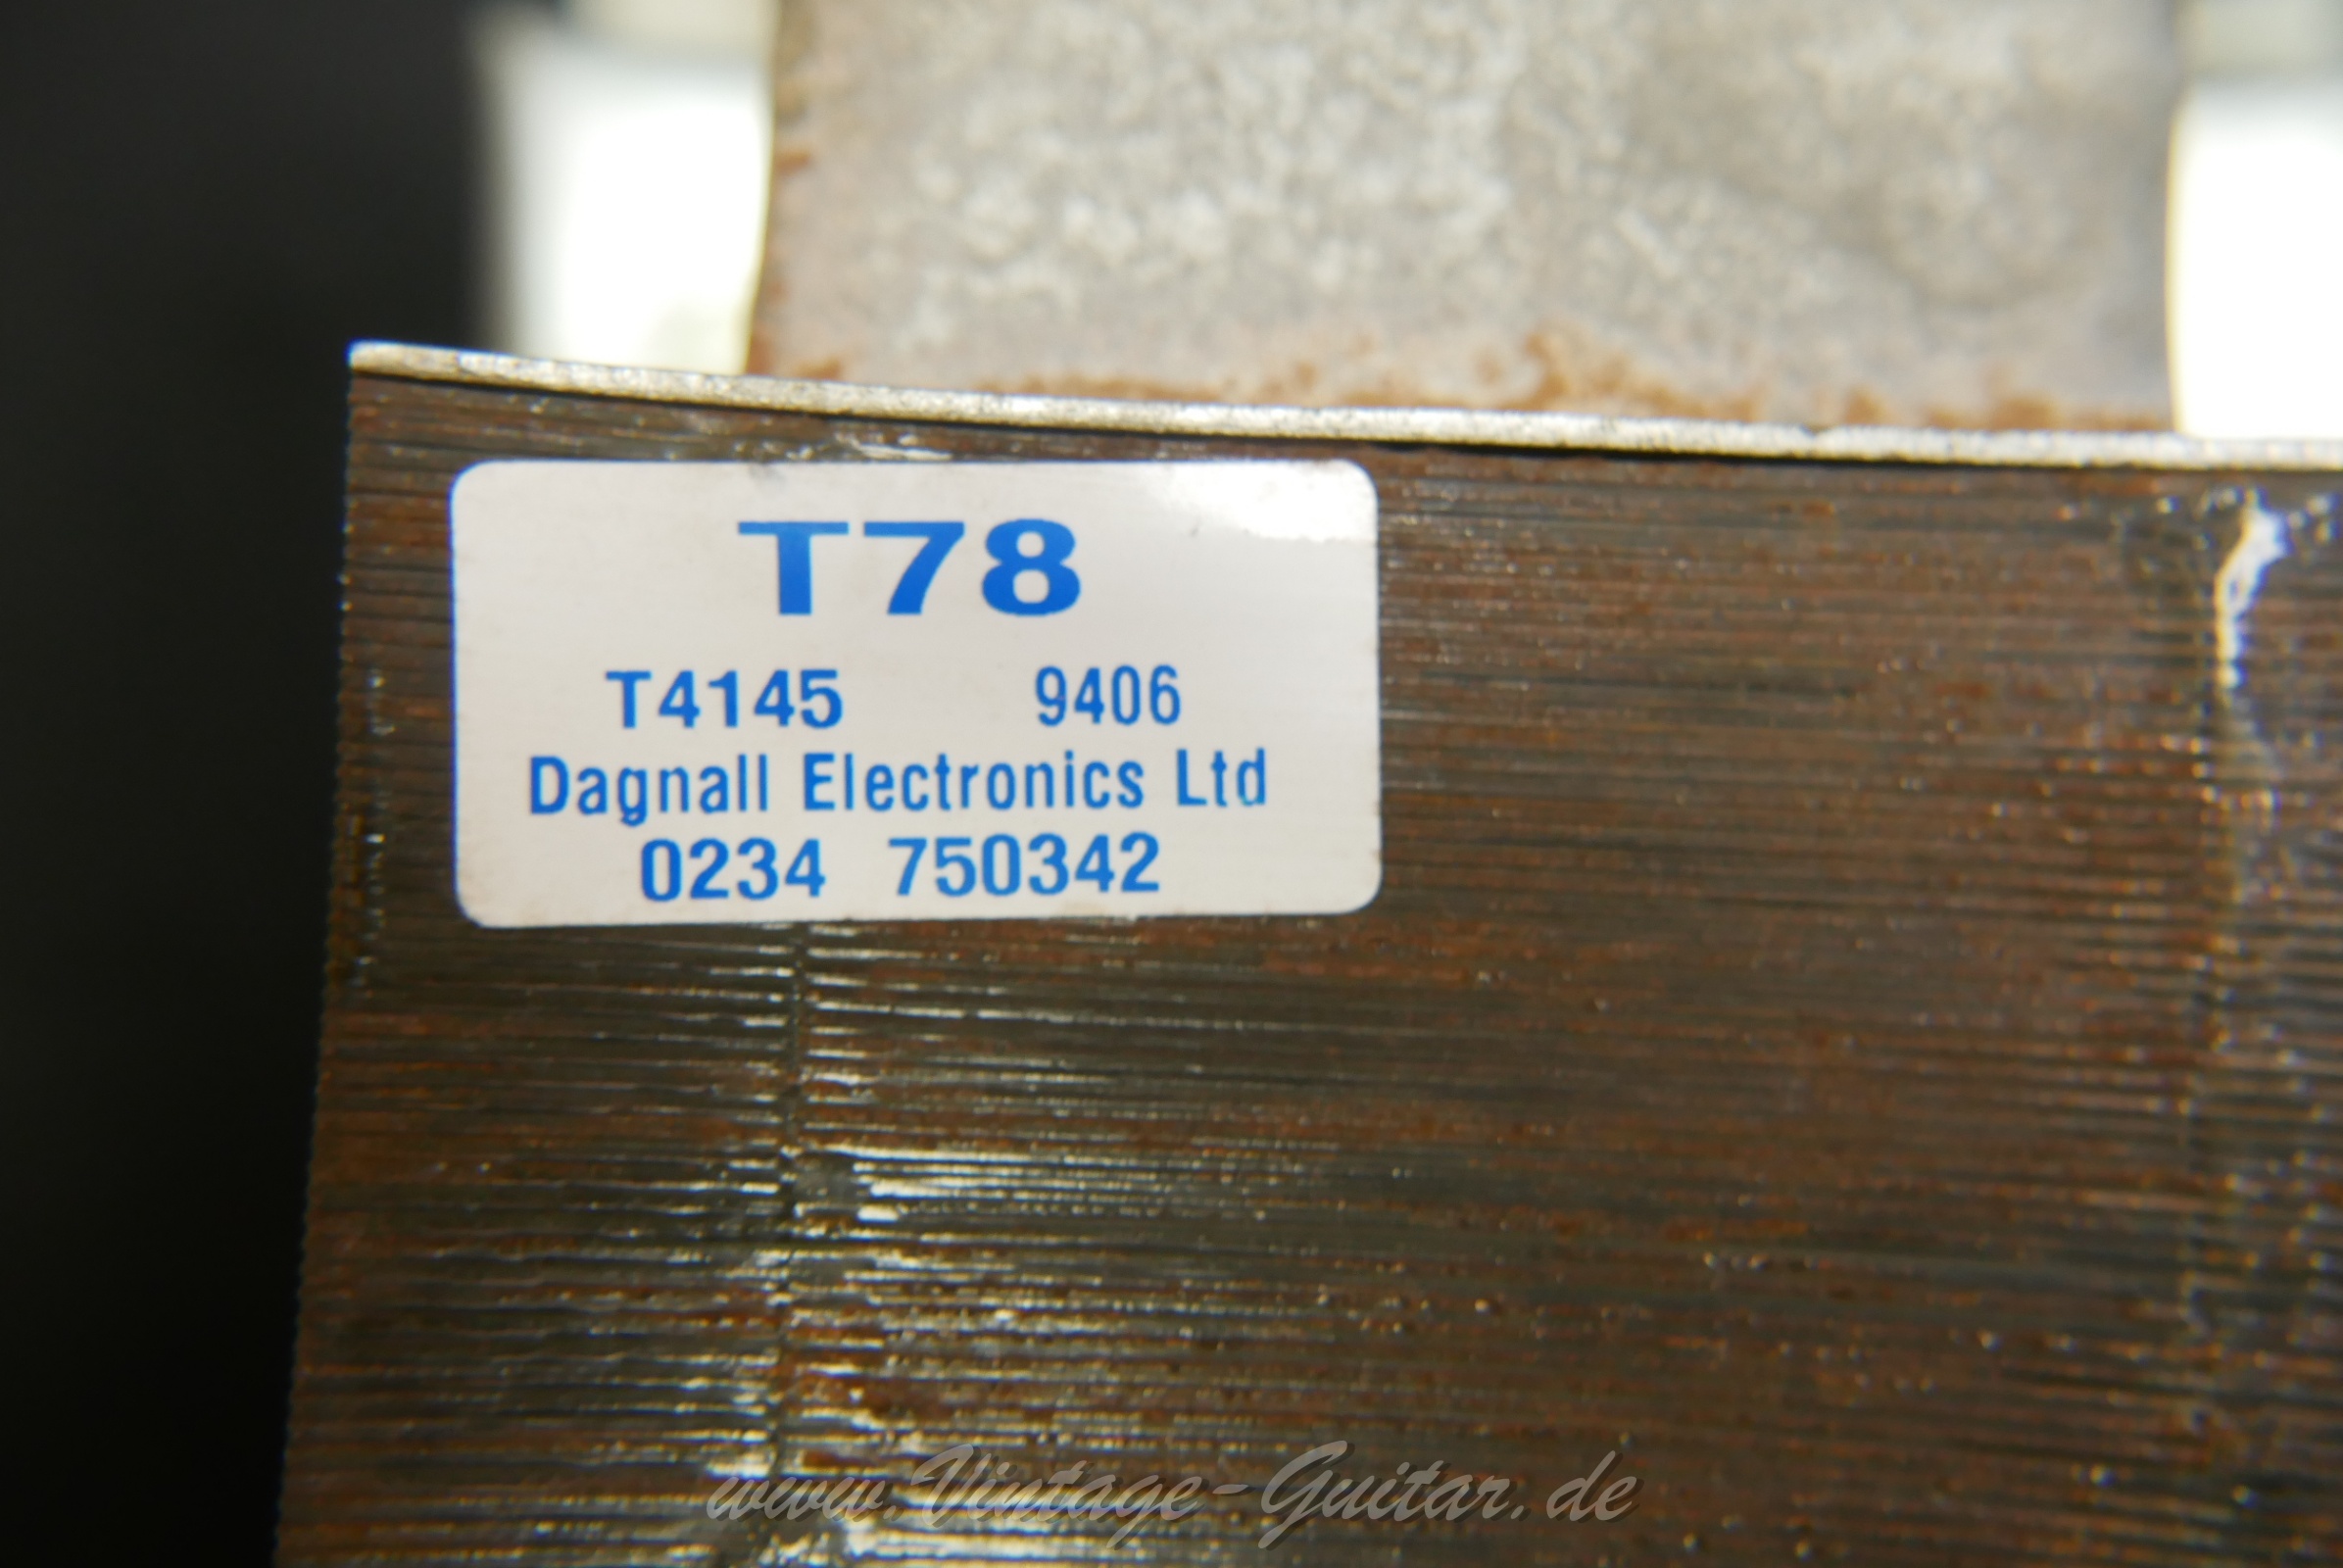 T78
T4145 9406
Dagnall Electronics Ltd
0234 750342
www.Vintage-Guitar.de